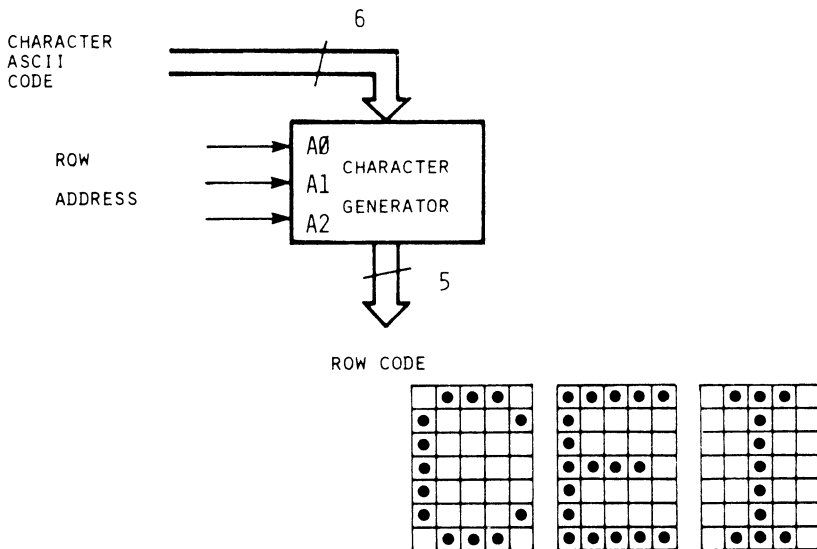 6
CHARACTER
ASCII
CODE
ROW
ADDRESS
AØ
A1
A2
CHARACTER
GENERATOR
5
ROW CODE